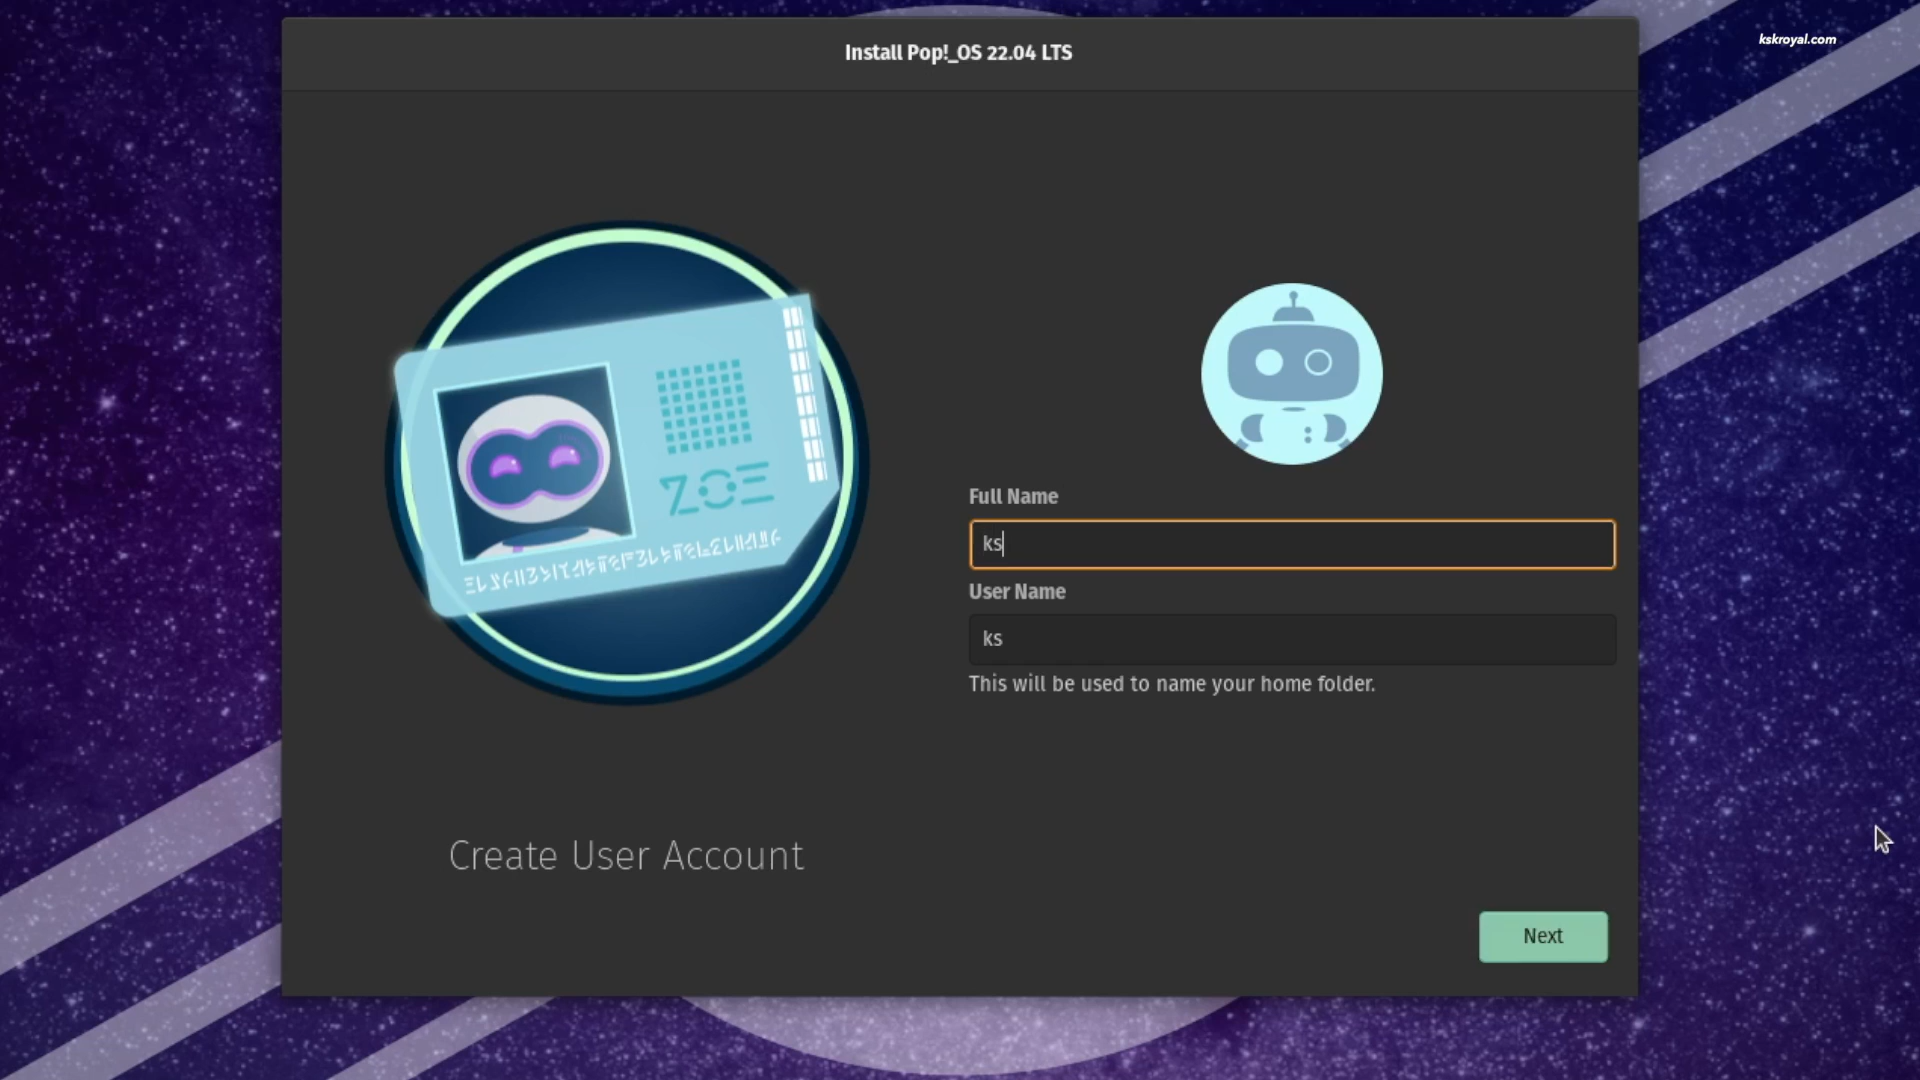 Install Pop!_OS 22.04 LTS
kskroyal.com
ZOE
Full Name
ks
User Name
ks
This will be used to name your home folder.
Create User Account
Next